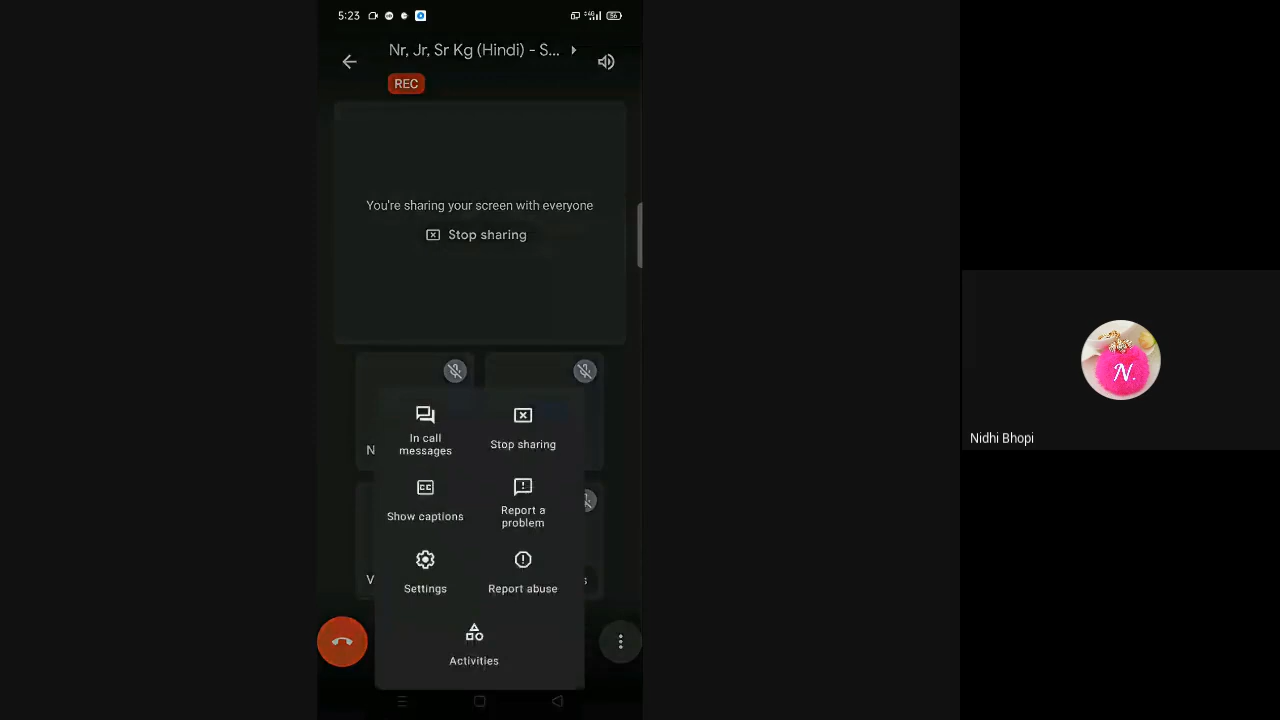 5:23
56
Nr, Jr, Sr Kg (Hindi) - S...
REC
You're sharing your screen with everyone
Stop sharing
N
In call
messages
Stop sharing
Show captions
Report a
problem
V
s
Settings
Report abuse
Activities
N.
Nidhi Bhopi